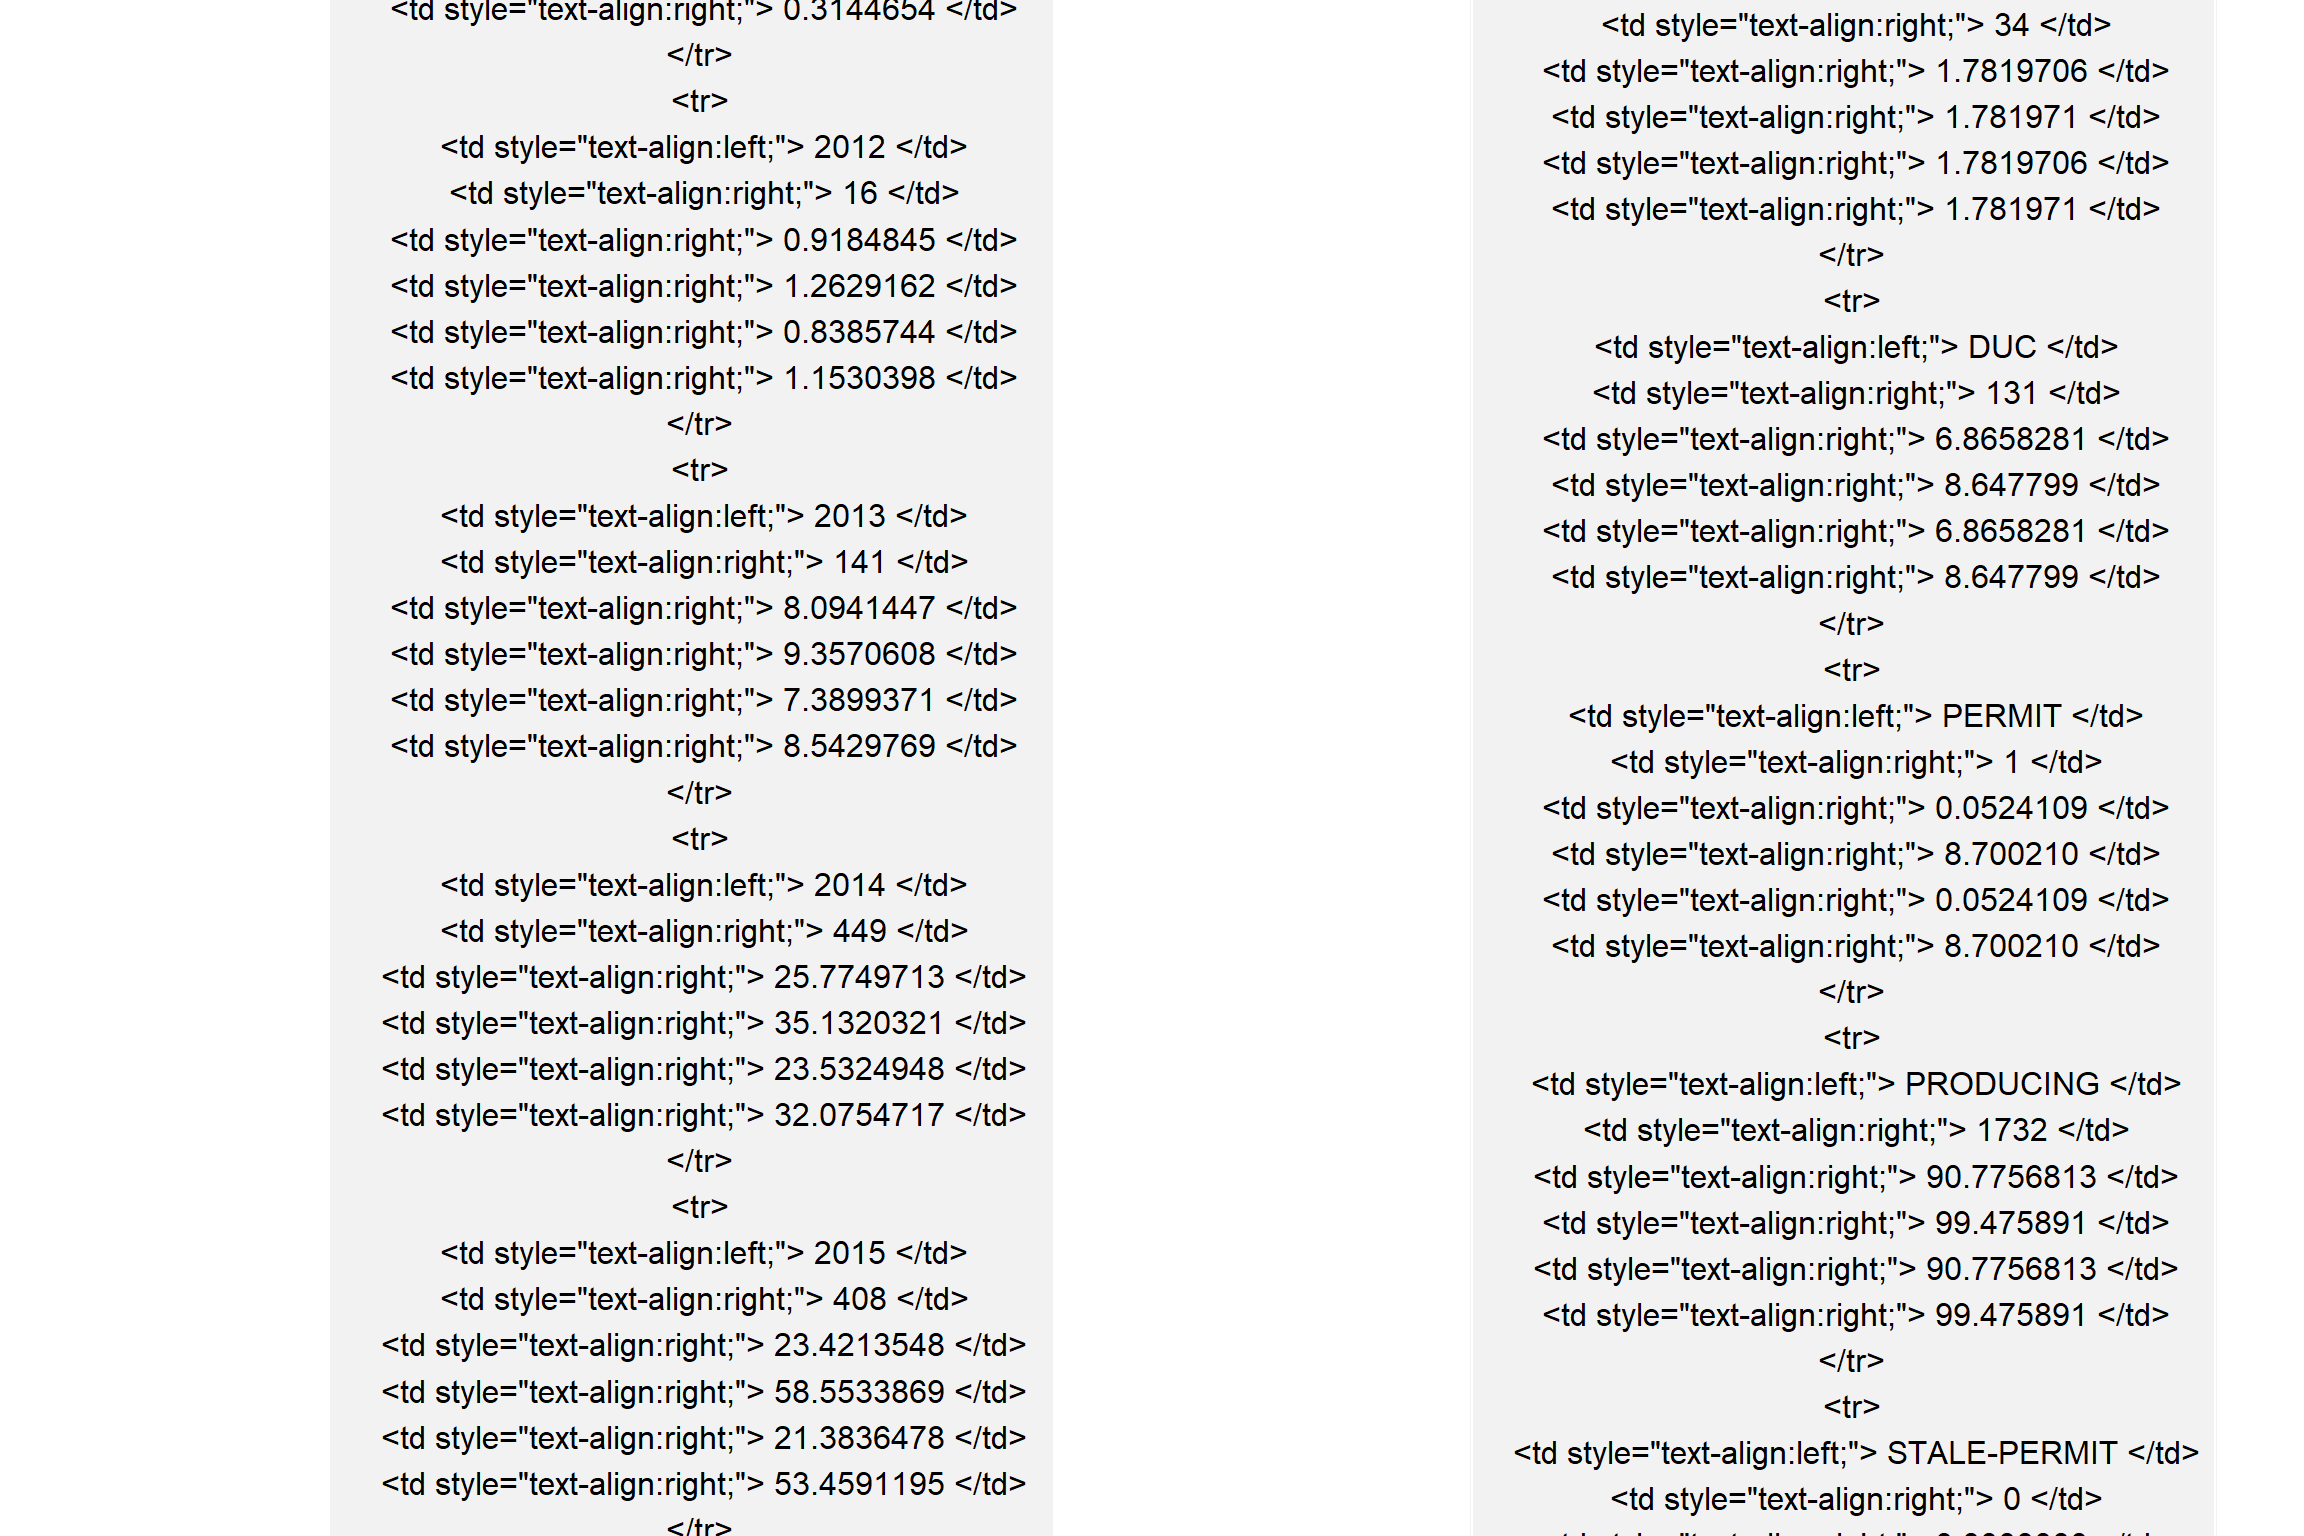 <td style="text-align:right;"> 0.3144654 </td>
</tr>
<tr>
<td style="text-align:left;"> 2012 </td>
<td style="text-align:right;"> 16 </td>
<td style="text-align:right;"> 0.9184845 </td>
<td style="text-align:right;"> 1.2629162 </td>
<td style="text-align:right;"> 0.8385744 </td>
<td style="text-align:right;"> 1.1530398 </td>
</tr>
<tr>
<td style="text-align:left;"> 2013 </td>
<td style="text-align:right;"> 141 </td>
<td style="text-align:right;"> 8.0941447 </td>
<td style="text-align:right;"> 9.3570608 </td>
<td style="text-align:right;"> 7.3899371 </td>
<td style="text-align:right;"> 8.5429769 </td>
</tr>
<tr>
<td style="text-align:left;"> 2014 </td>
<td style="text-align:right;"> 449 </td>
<td style="text-align:right;"> 25.7749713 </td>
<td style="text-align:right;"> 35.1320321 </td>
<td style="text-align:right;"> 23.5324948 </td>
<td style="text-align:right;"> 32.0754717 </td>
</tr>
<tr>
<td style="text-align:left;"> 2015 </td>
<td style="text-align:right;"> 408 </td>
<td style="text-align:right;"> 23.4213548 </td>
<td style="text-align:right;"> 58.5533869 </td>
<td style="text-align:right;"> 21.3836478 </td>
<td style="text-align:right;"> 53.4591195 </td>
</tr>
<td style="text-align:right;"> 34 </td>
<td style="text-align:right;"> 1.7819706 </td>
<td style="text-align:right;"> 1.781971 </td>
<td style="text-align:right;"> 1.7819706 </td>
<td style="text-align:right;"> 1.781971 </td>
</tr>
<tr>
<td style="text-align:left;"> DUC </td>
<td style="text-align:right;"> 131 </td>
<td style="text-align:right;"> 6.8658281 </td>
<td style="text-align:right;"> 8.647799 </td>
<td style="text-align:right;"> 6.8658281 </td>
<td style="text-align:right;"> 8.647799 </td>
</tr>
<tr>
<td style="text-align:left;"> PERMIT </td>
<td style="text-align:right;"> 1 </td>
<td style="text-align:right;"> 0.0524109 </td>
<td style="text-align:right;"> 8.700210 </td>
<td style="text-align:right;"> 0.0524109 </td>
<td style="text-align:right;"> 8.700210 </td>
</tr>
<tr>
<td style="text-align:left;"> PRODUCING </td>
<td style="text-align:right;"> 1732 </td>
<td style="text-align:right;"> 90.7756813 </td>
<td style="text-align:right;"> 99.475891 </td>
<td style="text-align:right;"> 90.7756813 </td>
<td style="text-align:right;"> 99.475891 </td>
</tr>
<tr>
<td style="text-align:left;"> STALE-PERMIT </td>
<td style="text-align:right;"> 0 </td>